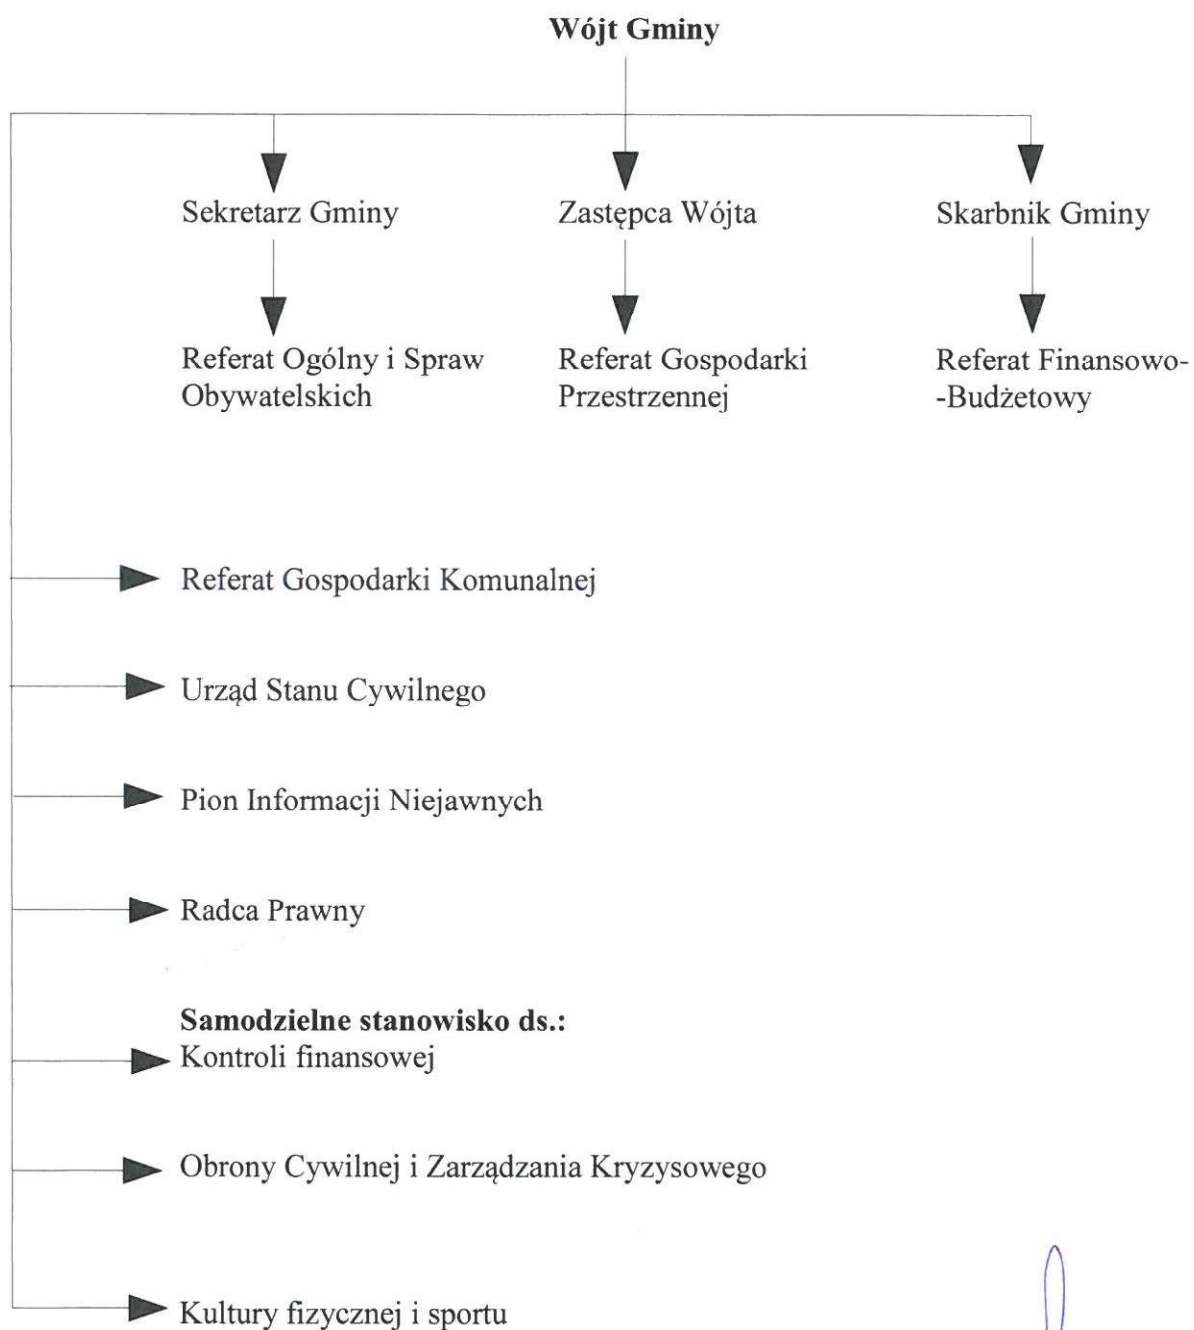 Wójt Gminy
Sekretarz Gminy
Zastępca Wójta
Skarbnik Gminy
Referat Ogólny i Spraw
Obywatelskich
Referat Gospodarki
Przestrzennej
Referat Finansowo-
-Budżetowy
Referat Gospodarki Komunalnej
Urząd Stanu Cywilnego
Pion Informacji Niejawnych
Radca Prawny
Samodzielne stanowisko ds.:
Kontroli finansowej
Obrony Cywilnej i Zarządzania Kryzysowego
Kultury fizycznej i sportu